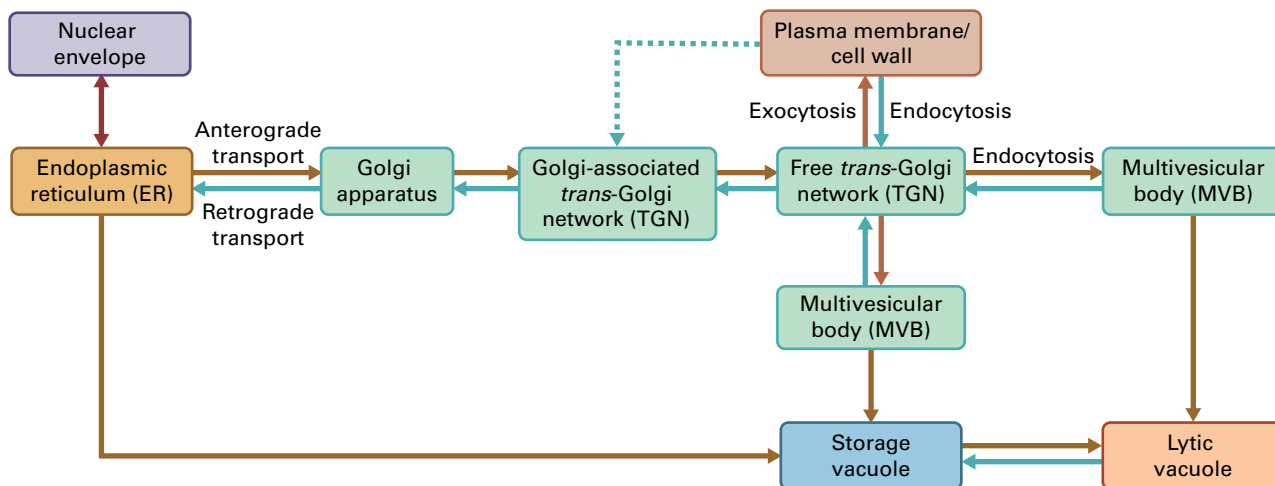 Nuclear
envelope
Plasma membrane/
cell wall
Exocytosis
Endocytosis
Anterograde
transport
Endoplasmic
reticulum (ER)
Golgi
apparatus
Golgi-associated
trans-Golgi
network (TGN)
Free trans-Golgi
network (TGN)
Endocytosis
Multivesicular
body (MVB)
Retrograde
transport
Multivesicular
body (MVB)
Storage
vacuole
Lytic
vacuole